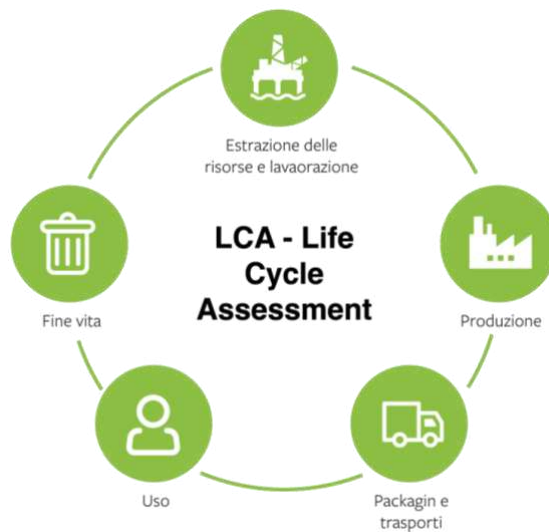 Estrazione delle
risorse e lavaorazione
LCA - Life
Cycle
Assessment
Fine vita
Produzione
Uso
Packagin e
trasporti